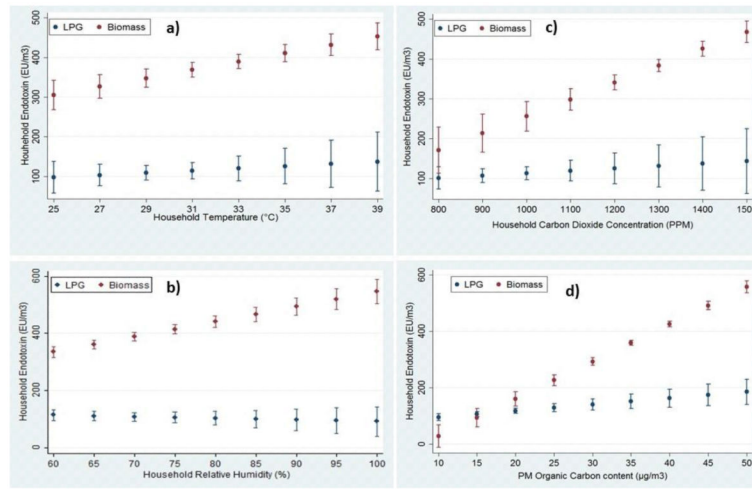 a)
LPG Biomass
Houhehold Endotoxin (EU/m3)
500
400
300
200
100
25 27 29 31 33 35 37 39
Household Temperature (°C)
c)
LPG Biomass
Household Endotoxin (EU/m3)
500
400
300
200
100
800 900 1000 1100 1200 1300 1400 150
Household Carbon Dioxide Concentration (PPM)
b)
LPG Biomass
Household Endotoxin (EU/m3)
600
400
200
0
60 65 70 75 80 85 90 95 100
Household Relative Humidity (%)
d)
LPG Biomass
Household Endotoxin (EU/m3)
600
400
200
0
10 15 20 25 30 35 40 45 50
PM Organic Carbon content (µg/m3)